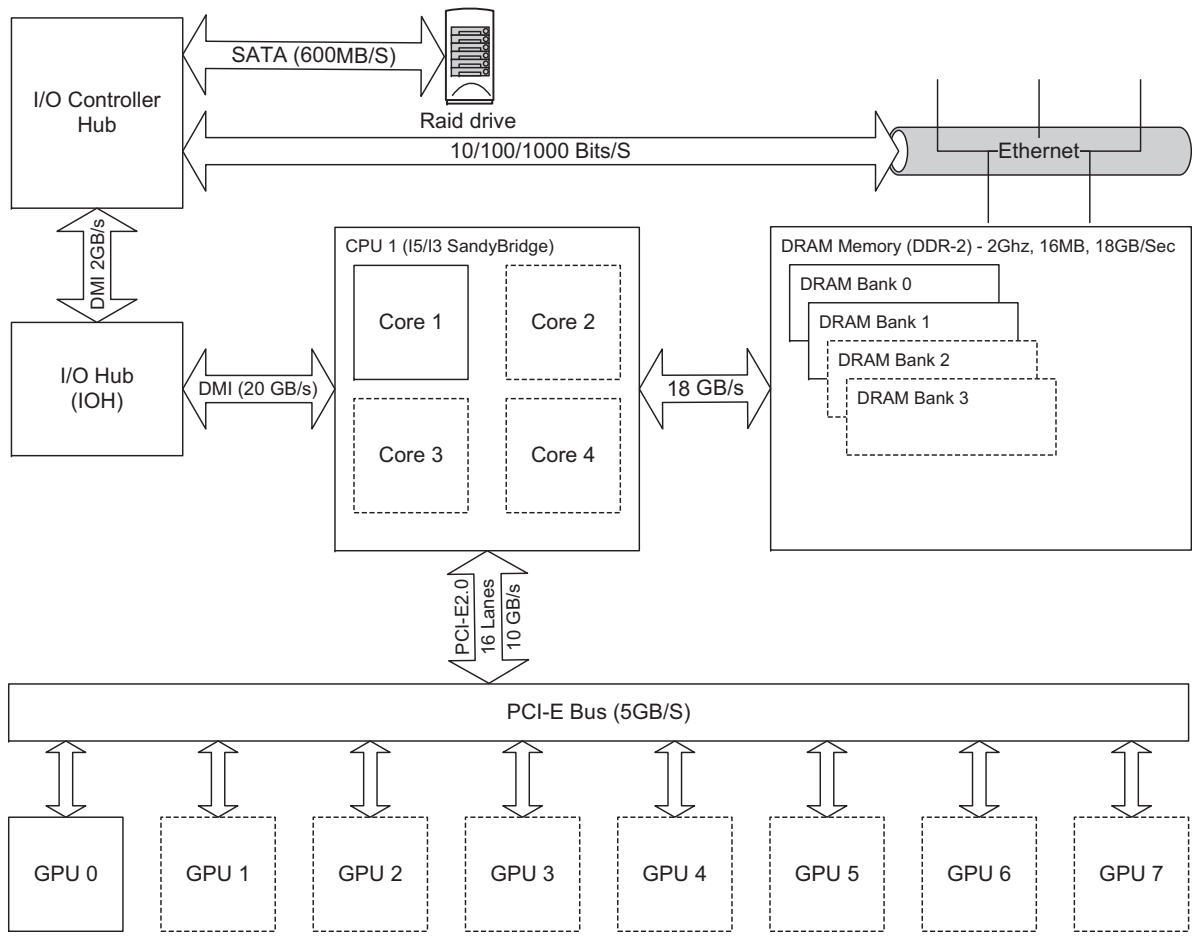 SATA (600MB/S)
I/O Controller
Hub
Raid drive
10/100/1000 Bits/S
Ethernet
DMI 2GB/s
CPU 1 (I5/I3 SandyBridge)
Core 1
Core 2
Core 3
Core 4
DRAM Memory (DDR-2) - 2Ghz, 16MB, 18GB/Sec
DRAM Bank 0
DRAM Bank 1
DRAM Bank 2
DRAM Bank 3
I/O Hub
(IOH)
DMI (20 GB/s)
18 GB/s
PCI-E2.0
16 Lanes
10 GB/s
PCI-E Bus (5GB/S)
GPU 0
GPU 1
GPU 2
GPU 3
GPU 4
GPU 5
GPU 6
GPU 7